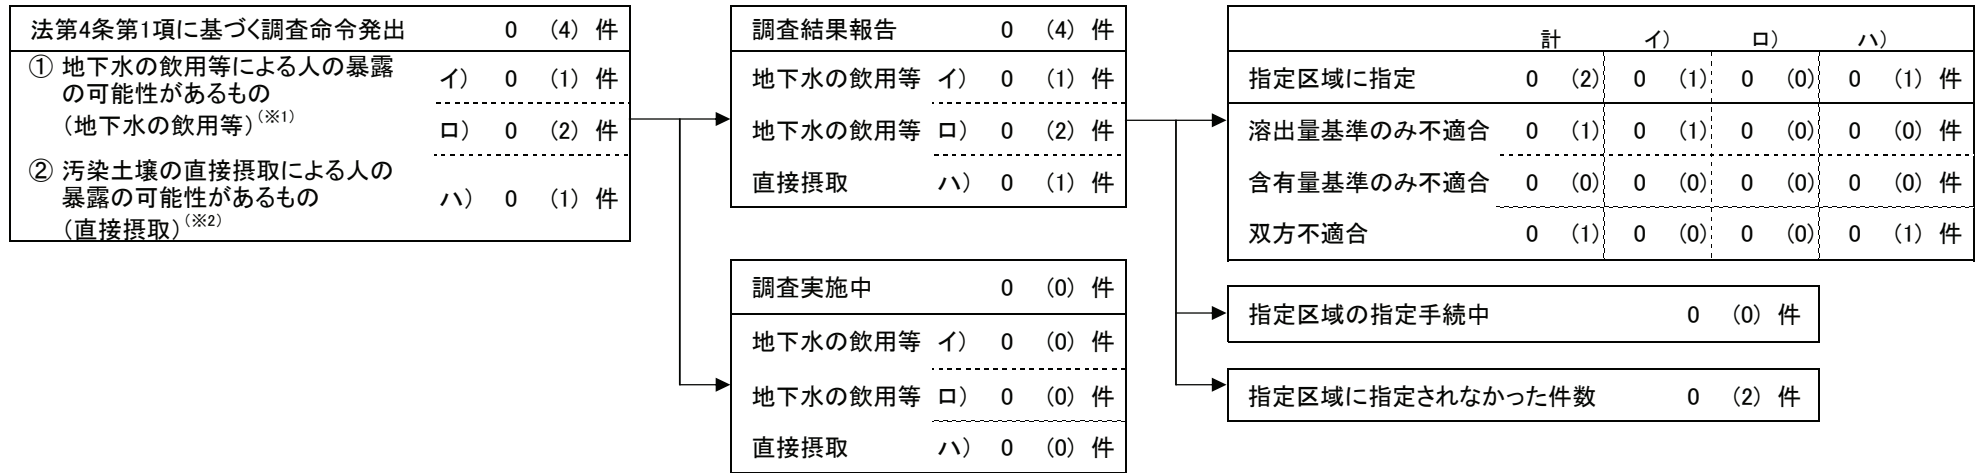 法第4条第1項に基づく調査命令発出 0 (4) 件
① 地下水の飲用等による人の暴露
の可能性があるもの
(地下水の飲用等)(※1)
イ) 0 (1) 件
ロ) 0 (2) 件
② 汚染土壌の直接摂取による人の
暴露の可能性があるもの
(直接摂取)(※2)
ハ) 0 (1) 件
調査結果報告 0 (4) 件
地下水の飲用等 イ) 0 (1) 件
地下水の飲用等 ロ) 0 (2) 件
直接摂取 ハ) 0 (1) 件
調査実施中 0 (0) 件
地下水の飲用等 イ) 0 (0) 件
地下水の飲用等 ロ) 0 (0) 件
直接摂取 ハ) 0 (0) 件
計 イ) ロ) ハ)
指定区域に指定 0 (2) 0 (1) 0 (0) 0 (1) 件
溶出量基準のみ不適合 0 (1) 0 (1) 0 (0) 0 (0) 件
含有量基準のみ不適合 0 (0) 0 (0) 0 (0) 0 (0) 件
双方不適合 0 (1) 0 (0) 0 (0) 0 (1) 件
指定区域の指定手続中 0 (0) 件
指定区域に指定されなかった件数 0 (2) 件